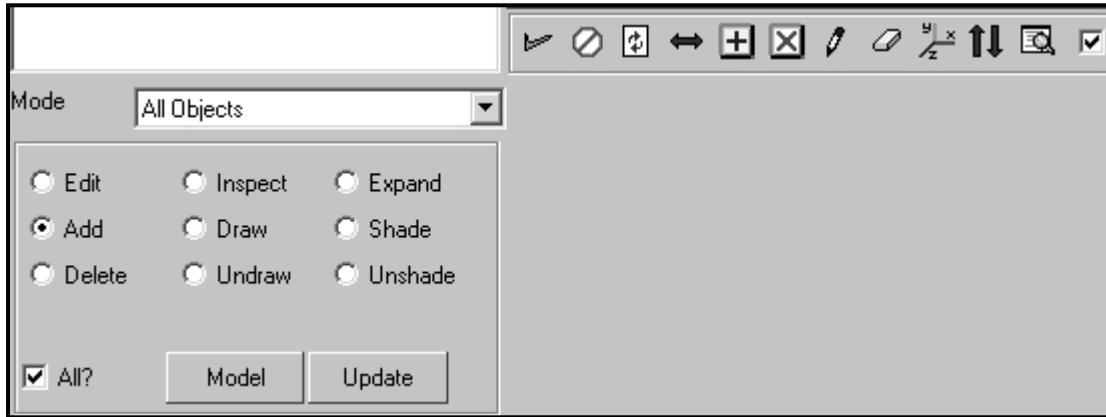 y x
z
Mode All Objects
Edit Inspect Expand
Add Draw Shade
Delete Undraw Unshade
All? Model Update